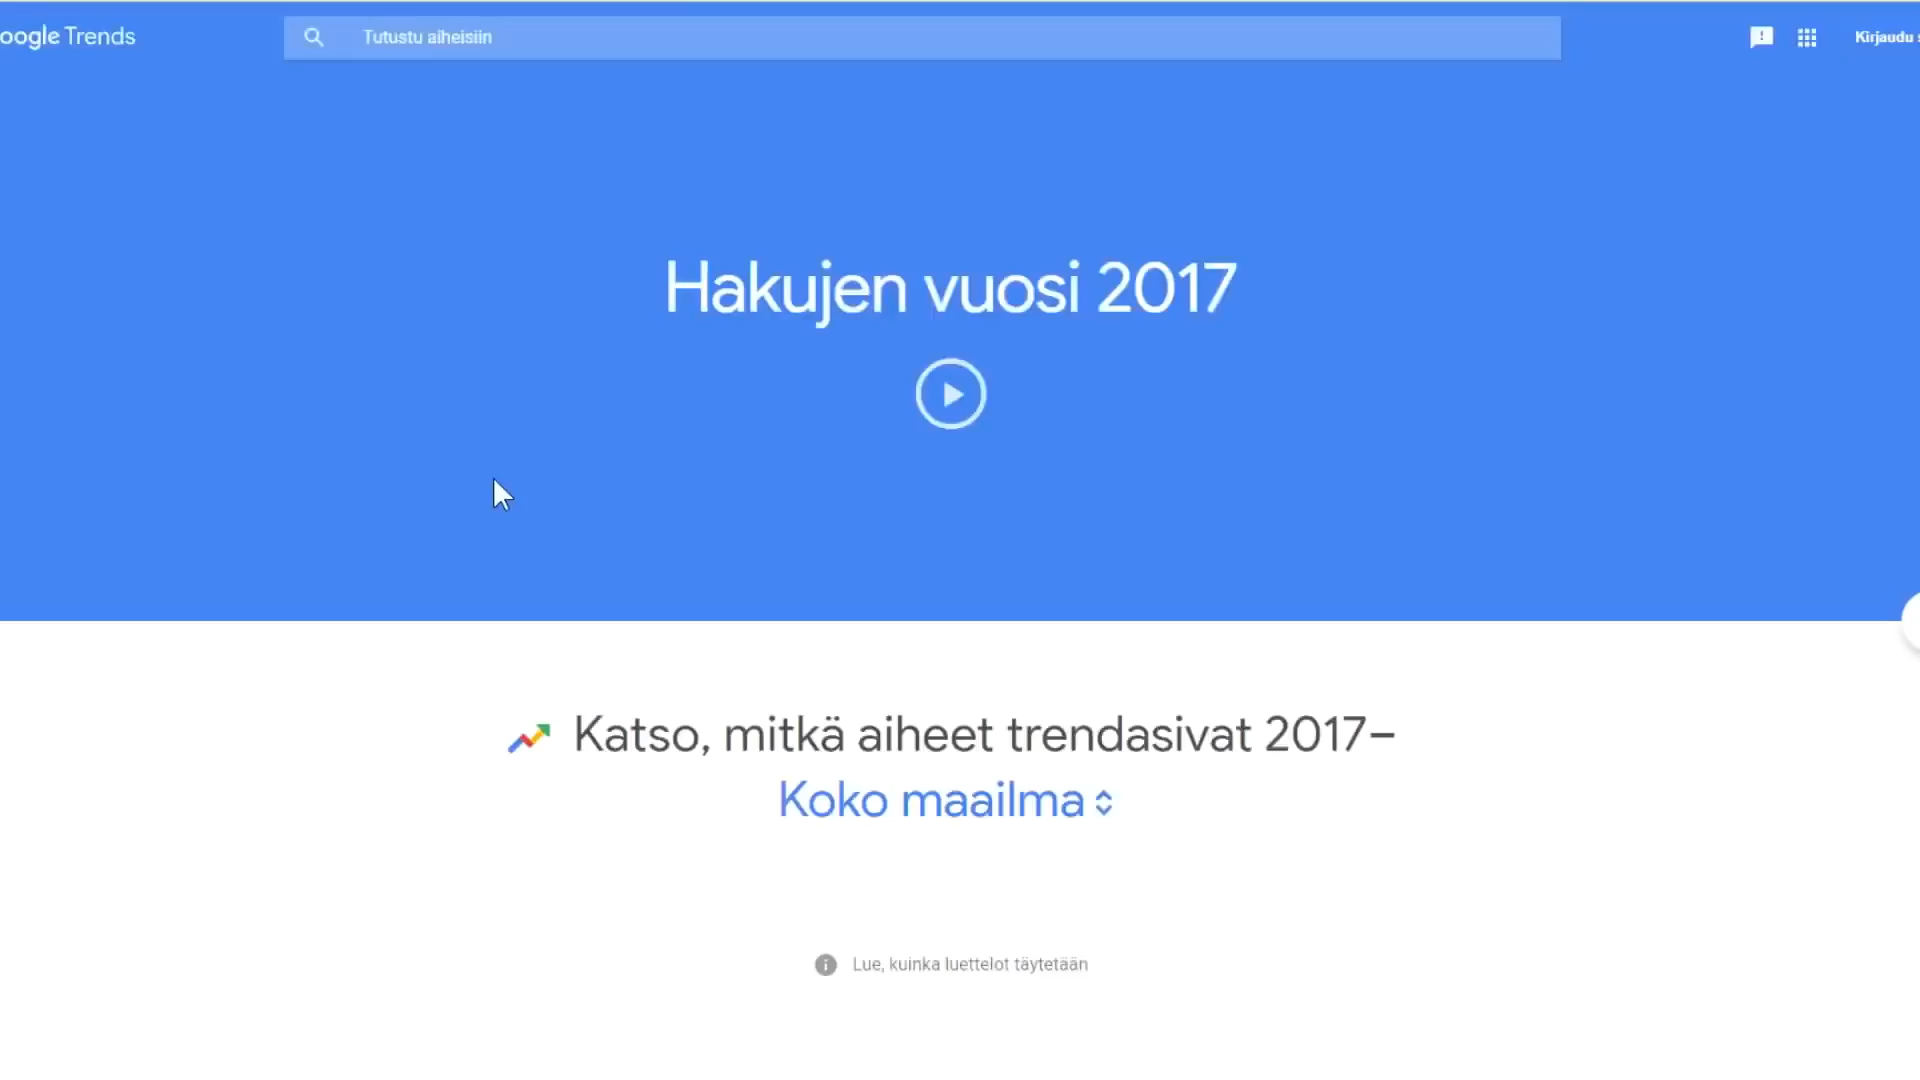 oogle Trends
Tutustu aiheisiin
Kirjaudu s
Hakujen vuosi 2017
Katso, mitkä aiheet trendasivat 2017–
Koko maailma
Lue, kuinka luettelot täytetään